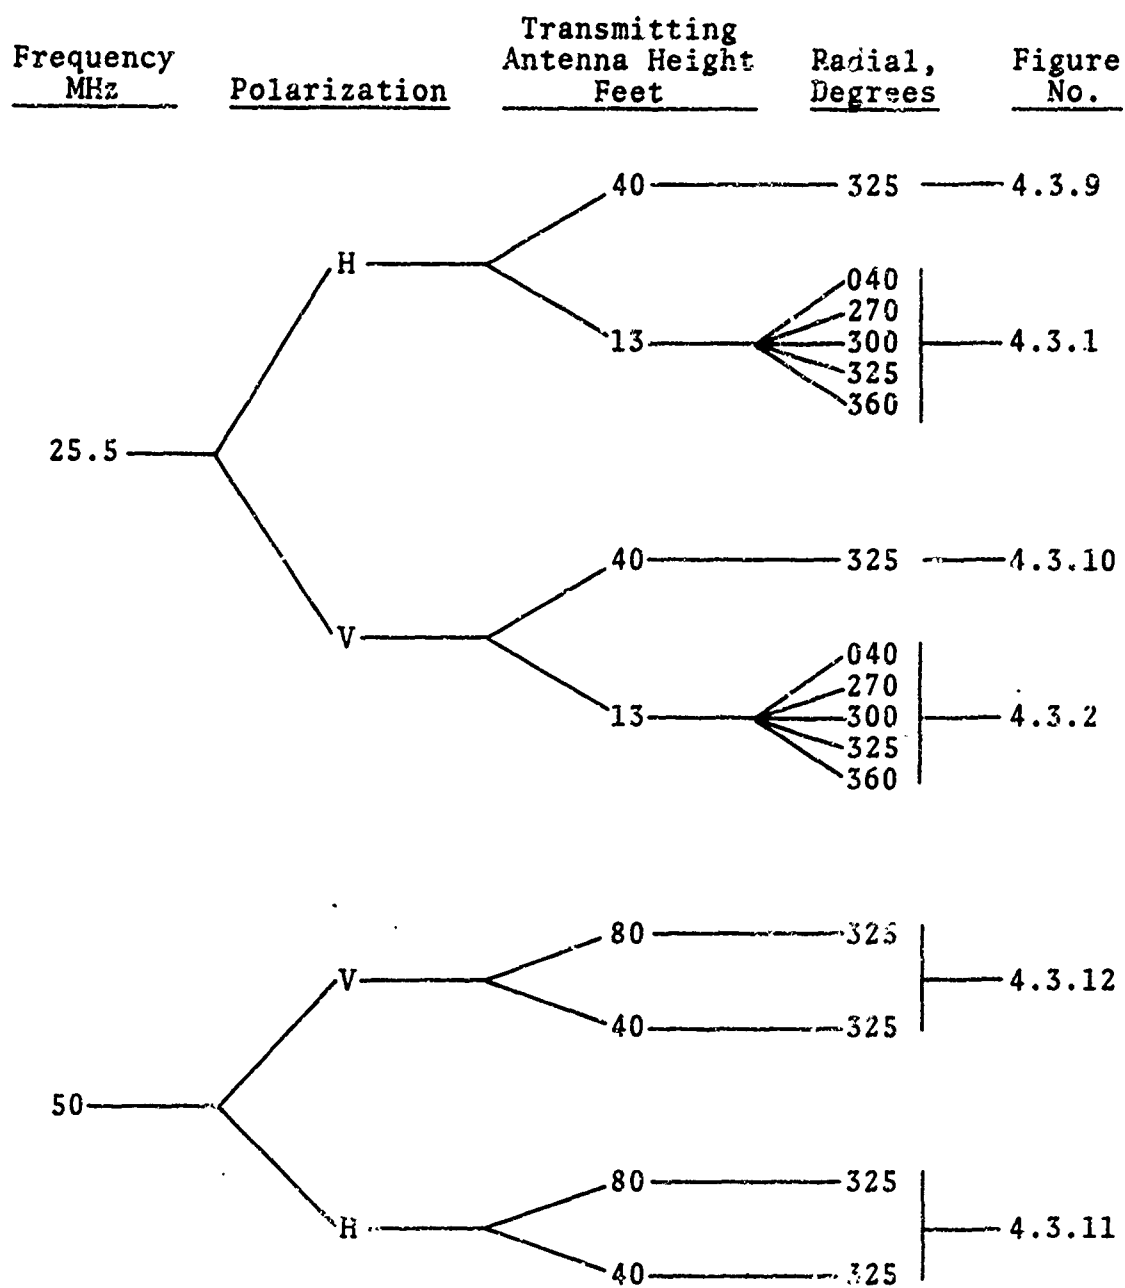 Transmitting
Frequency Antenna Height Radial, Figure
MHz Polarization Feet Degrees No.
40 325 4.3.9
H
040
270
13 300 4.3.1
325
360
25.5
40 325 4.3.10
V
040
270
13 300 4.3.2
325
360
80 325
V 4.3.12
40 325
50
80 325
H 4.3.11
40 325